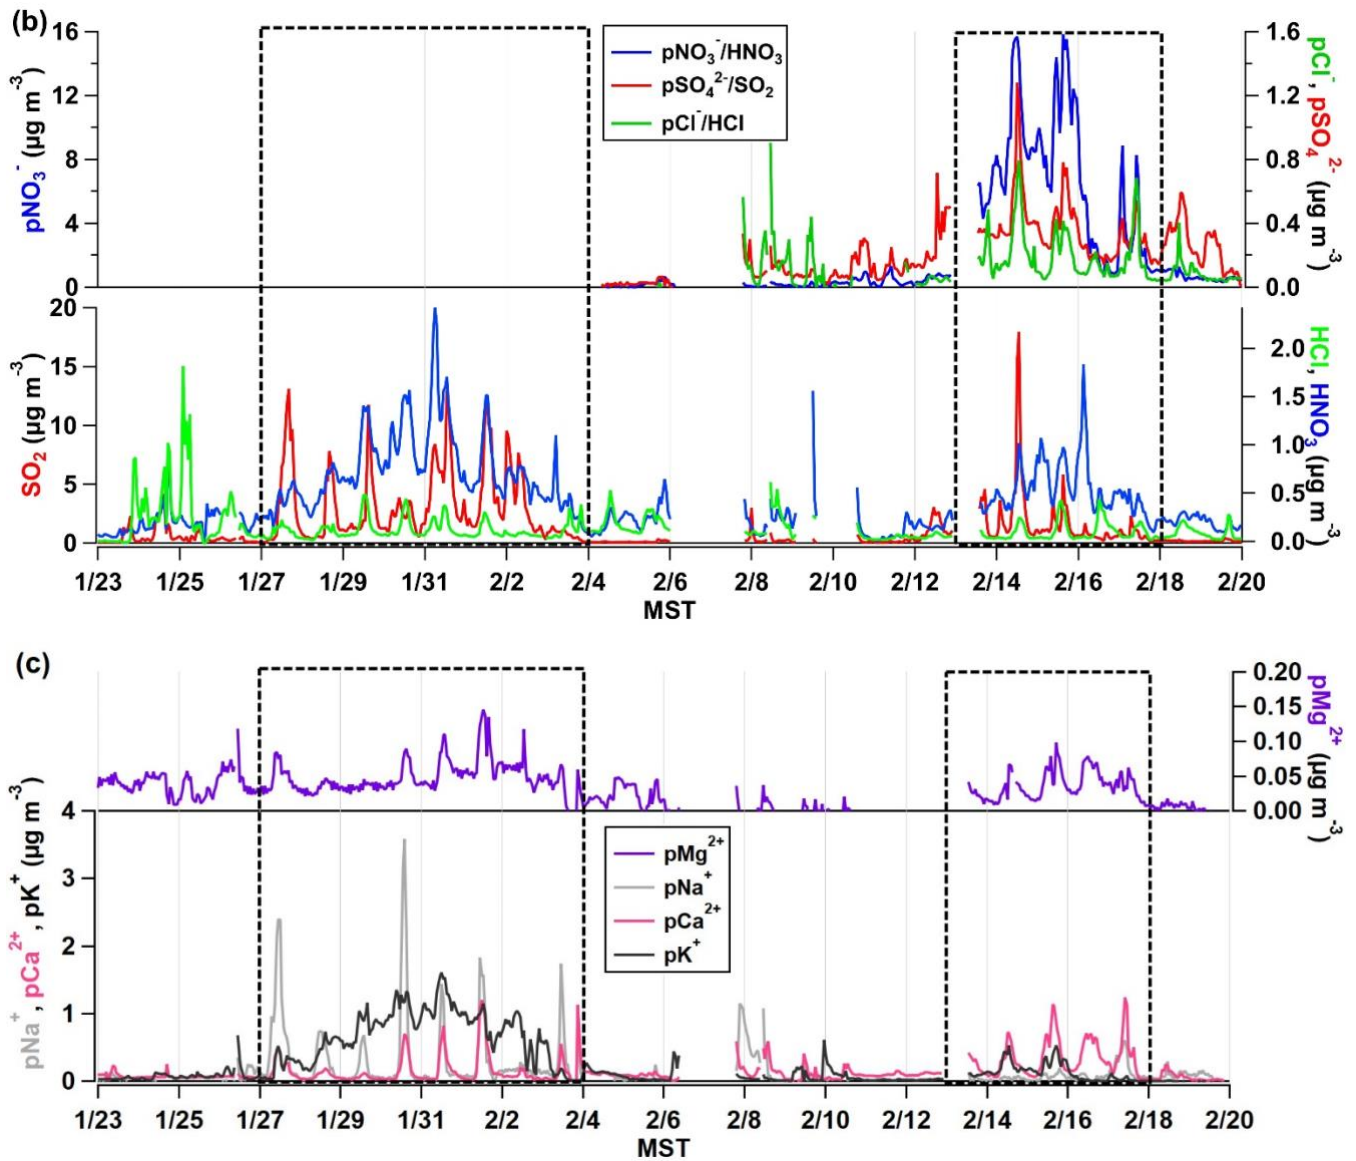 (b)
pNO₃⁻ (µg m⁻³)
16
12
8
4
0
pNO₃⁻/HNO₃
pSO₄²⁻/SO₂
pCl⁻/HCl
1.6
1.2
0.8
0.4
0.0
pCl⁻, pSO₄²⁻ (µg m⁻³)
SO₂ (µg m⁻³)
20
15
10
5
0
2.0
1.5
1.0
0.5
0.0
HCl, HNO₃ (µg m⁻³)
1/23 1/25 1/27 1/29 1/31 2/2 2/4 2/6 2/8 2/10 2/12 2/14 2/16 2/18 2/20
MST
(c)
0.20
0.15
0.10
0.05
0.00
pMg²⁺ (µg m⁻³)
pNa⁺, pCa²⁺, pK⁺ (µg m⁻³)
4
3
2
1
0
pMg²⁺
pNa⁺
pCa²⁺
pK⁺
1/23 1/25 1/27 1/29 1/31 2/2 2/4 2/6 2/8 2/10 2/12 2/14 2/16 2/18 2/20
MST